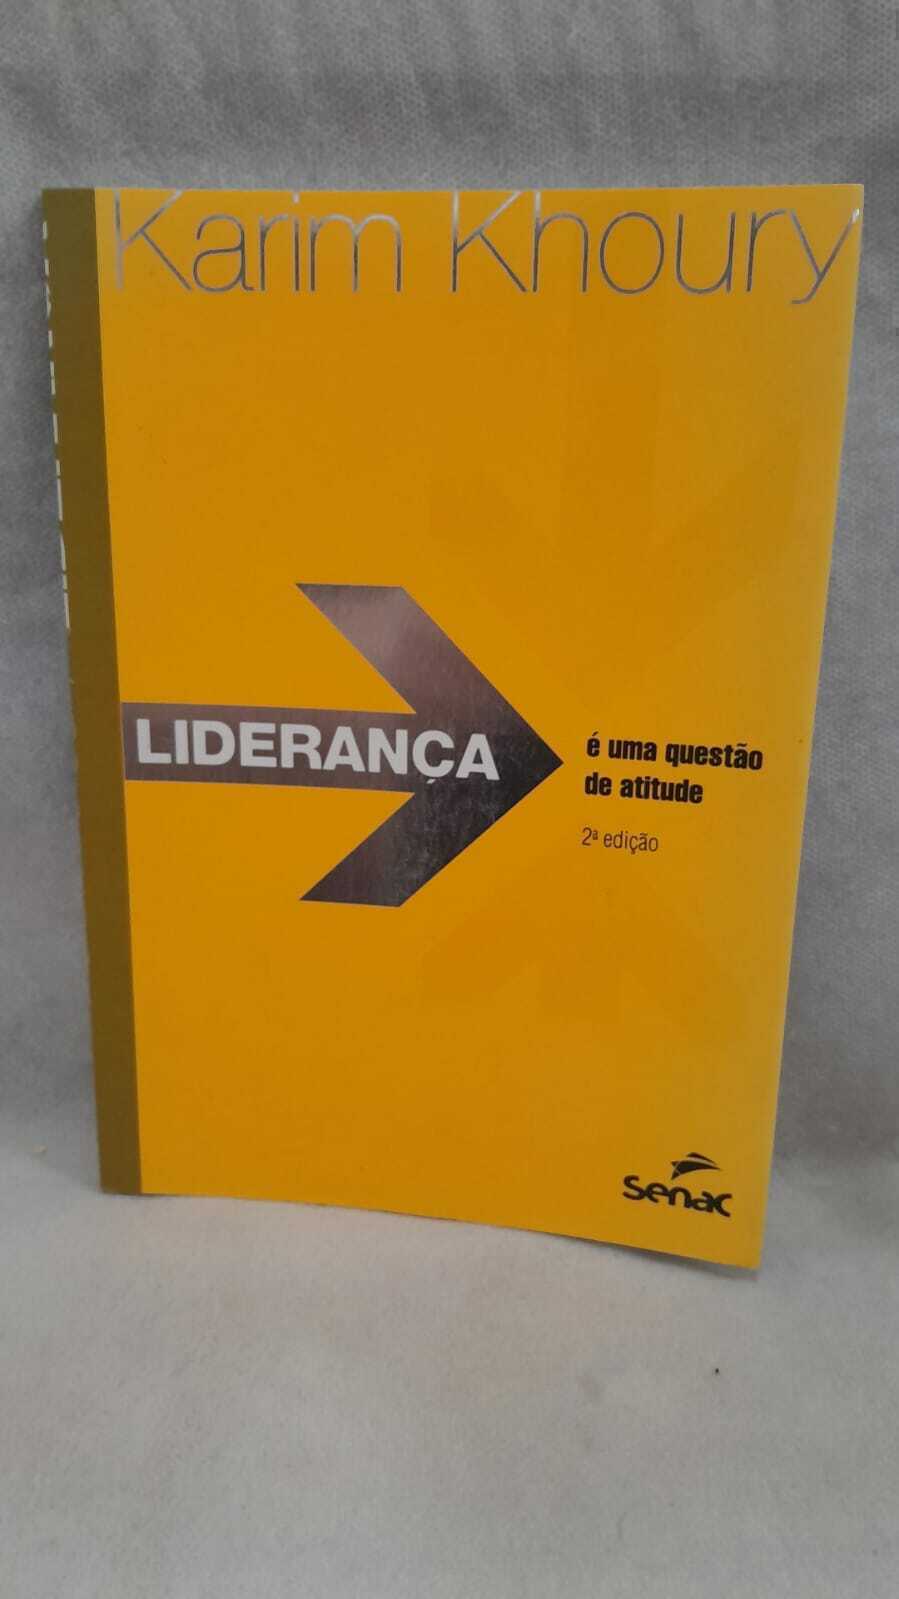 Karim Khoury
LIDERANÇA
é uma questão
de atitude
2ª edição
senac